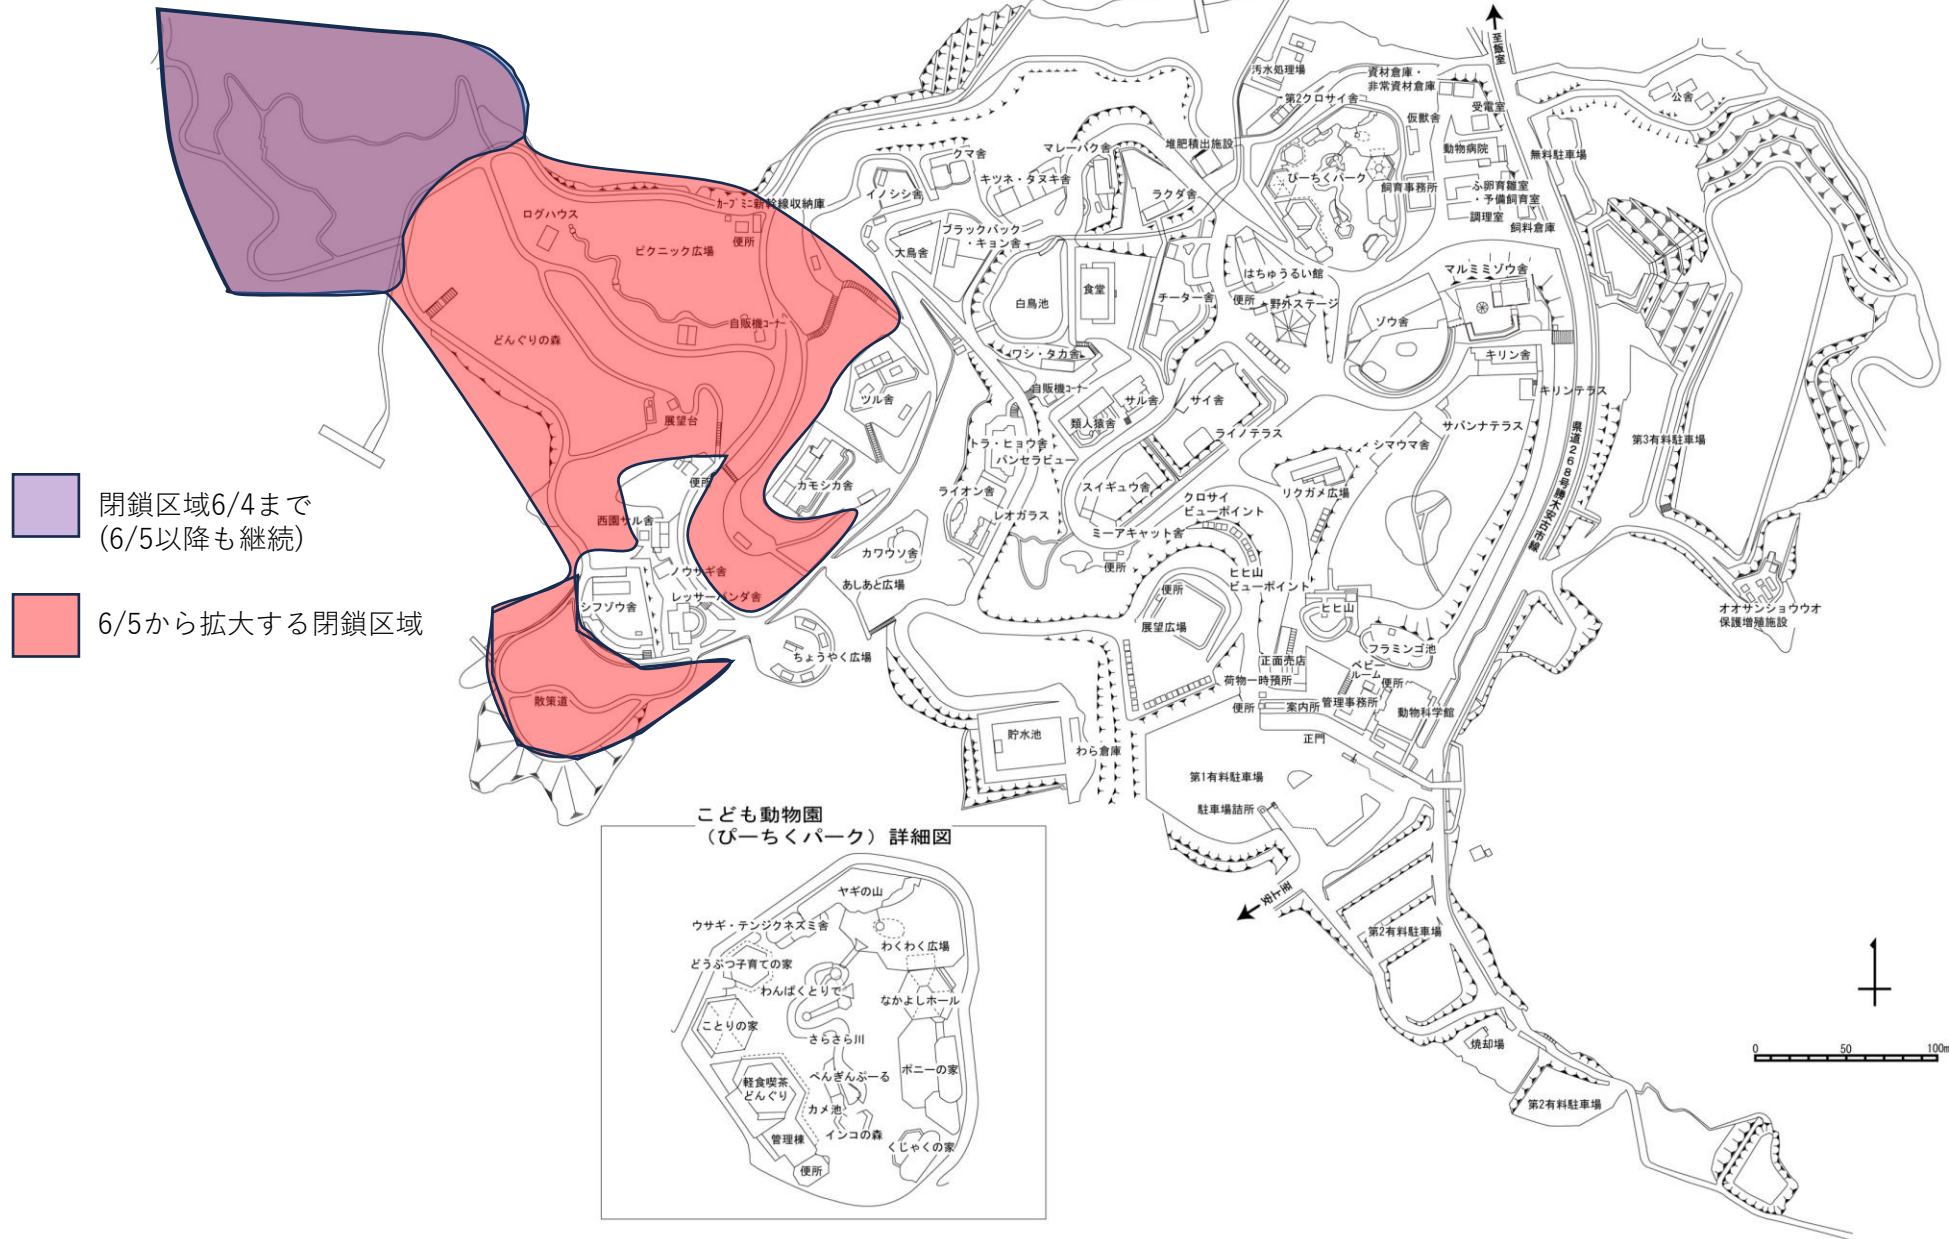 至飯室
汚水処理場
資材倉庫・
非常資材倉庫
公舎
第2クロサイ舎
受電室
仮獣舎
堆肥積出施設
動物病院
無料駐車場
クマ舎
マレーバク舎
キツネ・タヌキ舎
イノシシ舎
ラクダ舎
ぴーちくパーク
飼育事務所
ふ卵育雛室
・予備飼育室
調理室
飼料倉庫
カープミニ新幹線収納庫
便所
ログハウス
ピクニック広場
大鳥舎
ブラックバック
・キョン舎
はちゅうるい館
マルミミゾウ舎
白鳥池
食堂
チーター舎
便所
野外ステージ
ゾウ舎
自販機コーナー
どんぐりの森
ワシ・タカ舎
キリン舎
キリンテラス
自販機コーナー
ツル舎
サル舎
サイ舎
類人猿舎
展望台
サバンナテラス
県道268号勝木安古市線
第3有料駐車場
トラ・ヒョウ舎
パンセラビュー
ライノテラス
シマウマ舎
便所
カモシカ舎
ライオン舎
スイギュウ舎
リクガメ広場
閉鎖区域6/4まで
(6/5以降も継続)
クロサイ
ビューポイント
西園サル舎
レオガラス
ミーアキャット舎
カワウソ舎
便所
ノウサギ舎
あしあと広場
ヒヒ山
ビューポイント
便所
レッサーパンダ舎
シフゾウ舎
ヒヒ山
オオサンショウウオ
保護増殖施設
6/5から拡大する閉鎖区域
展望広場
フラミンゴ池
ちょうやく広場
正面売店
ベビー
ルーム
荷物一時預所
便所
散策道
便所
案内所
管理事務所
動物科学館
貯水池
わら倉庫
正門
第1有料駐車場
駐車場詰所
こども動物園
(ぴーちくパーク)詳細図
至上安
ヤギの山
ウサギ・テンジクネズミ舎
わくわく広場
第2有料駐車場
どうぶつ子育ての家
わんぱくとりで
なかよしホール
ことりの家
さらさら川
焼却場
0 50 100m
ぺんぎんぷーる
ポニーの家
軽食喫茶
どんぐり
カメ池
インコの森
第2有料駐車場
管理棟
くじゃくの家
便所